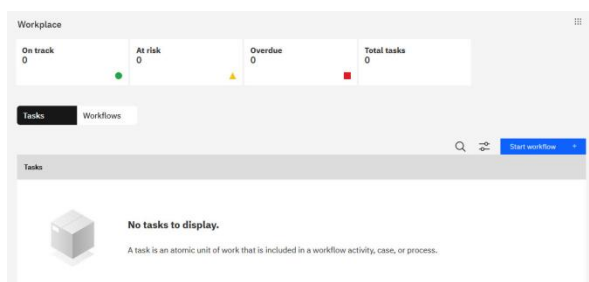 Workplace
On track At risk Overdue Total tasks
0 0 0 0
Tasks Workflows
Start workflow +
Tasks
No tasks to display.
A task is an atomic unit of work that is included in a workflow activity, case, or process.